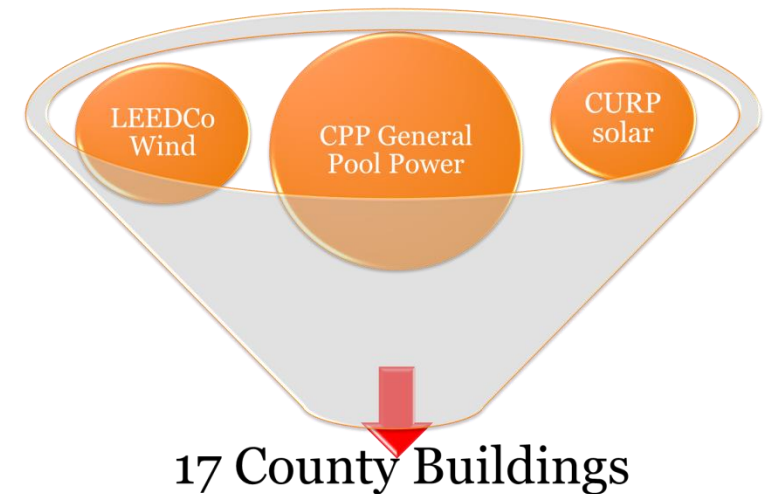 LEEDCo
Wind
CPP General
Pool Power
CURP
solar
17 County Buildings